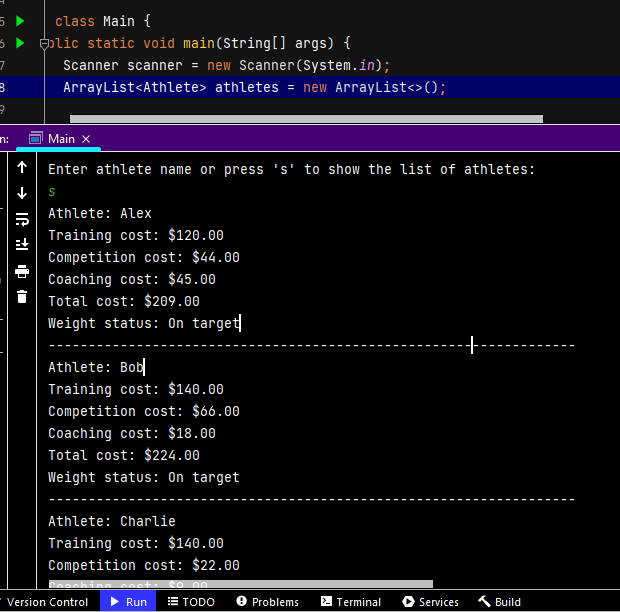 5 class Main {
6 blic static void main(String[] args) {
7 Scanner scanner = new Scanner(System.in);
8 ArrayList<Athlete> athletes = new ArrayList<>();
9
n: Main ×
Enter athlete name or press 's' to show the list of athletes:
s
Athlete: Alex
Training cost: $120.00
Competition cost: $44.00
Coaching cost: $45.00
Total cost: $209.00
Weight status: On target
------------------------------------------------------------------
Athlete: Bob
Training cost: $140.00
Competition cost: $66.00
Coaching cost: $18.00
Total cost: $224.00
Weight status: On target
------------------------------------------------------------------
Athlete: Charlie
Training cost: $140.00
Competition cost: $22.00
Coaching cost: $9.00
Version Control Run TODO Problems Terminal Services Build